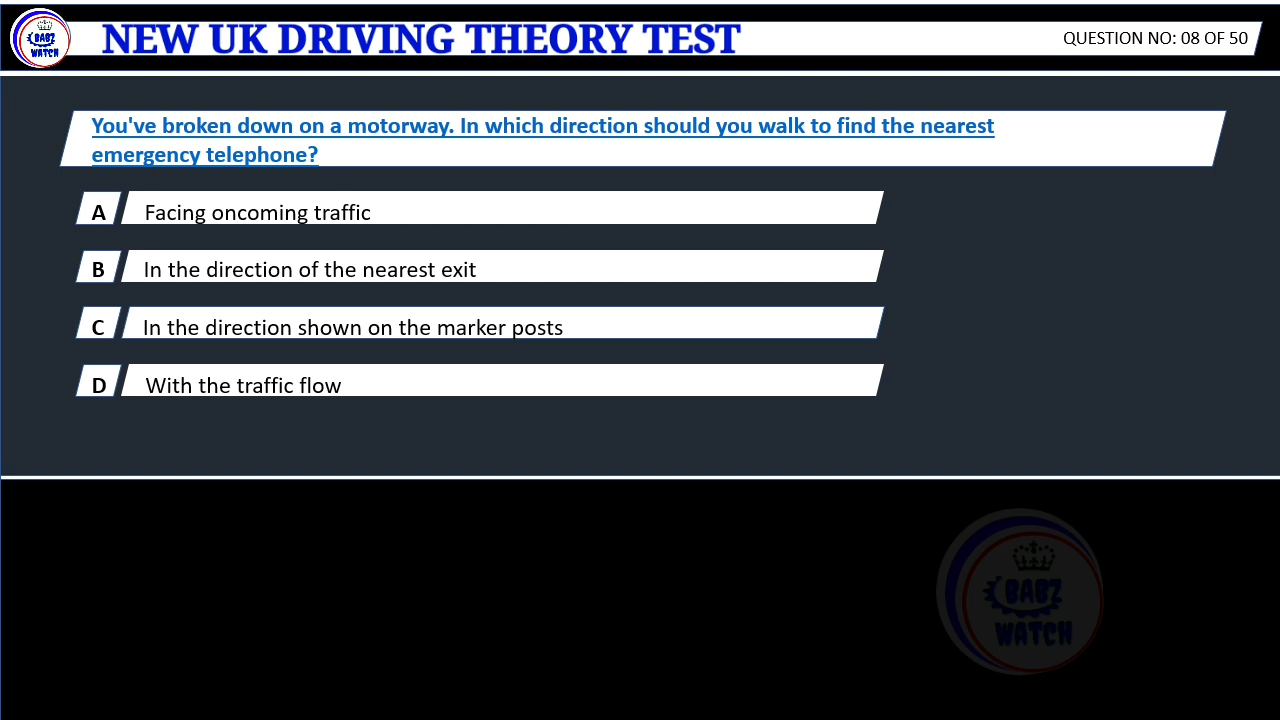 BABZ
WATCH
NEW UK DRIVING THEORY TEST
QUESTION NO: 08 OF 50
You've broken down on a motorway. In which direction should you walk to find the nearest
emergency telephone?
A Facing oncoming traffic
B In the direction of the nearest exit
C In the direction shown on the marker posts
D With the traffic flow
BABZ
WATCH